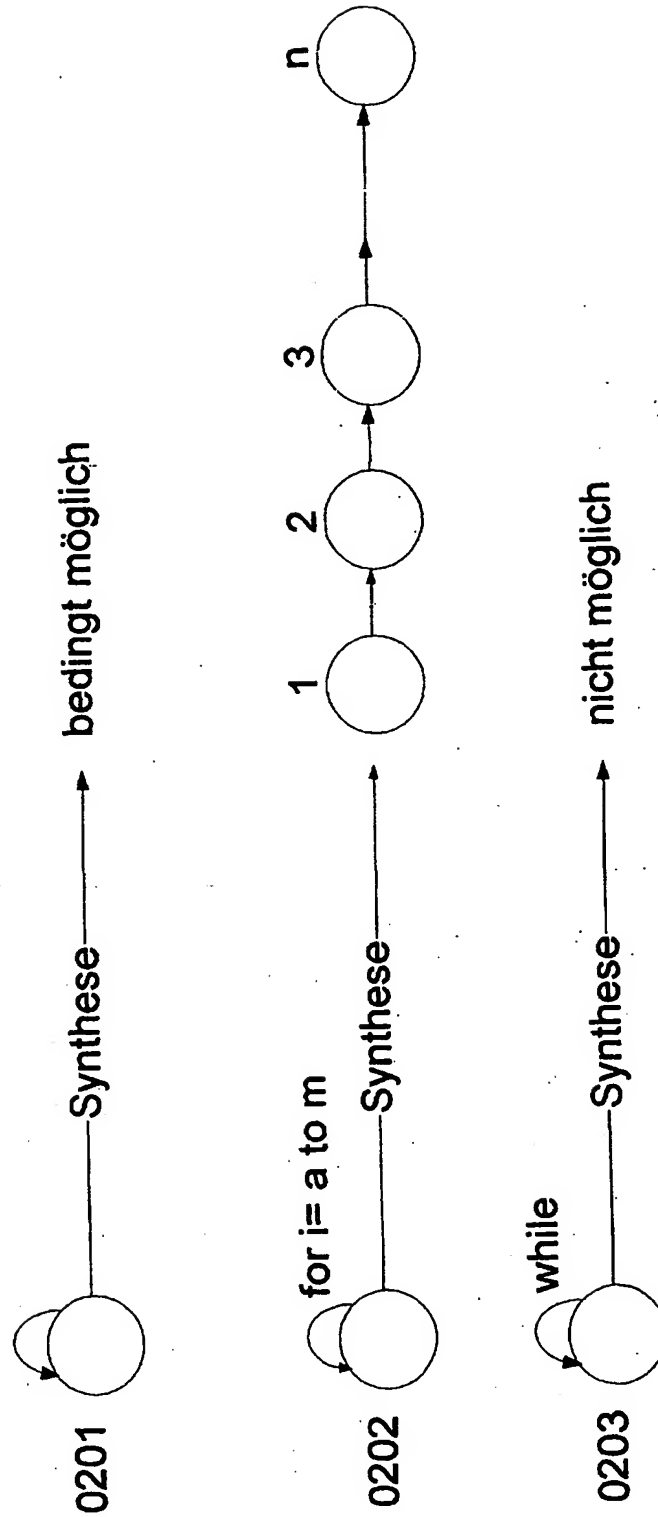 0201 Synthese bedingt möglich
for i= a to m
0202 Synthese 1 2 3 n
while
0203 Synthese nicht möglich